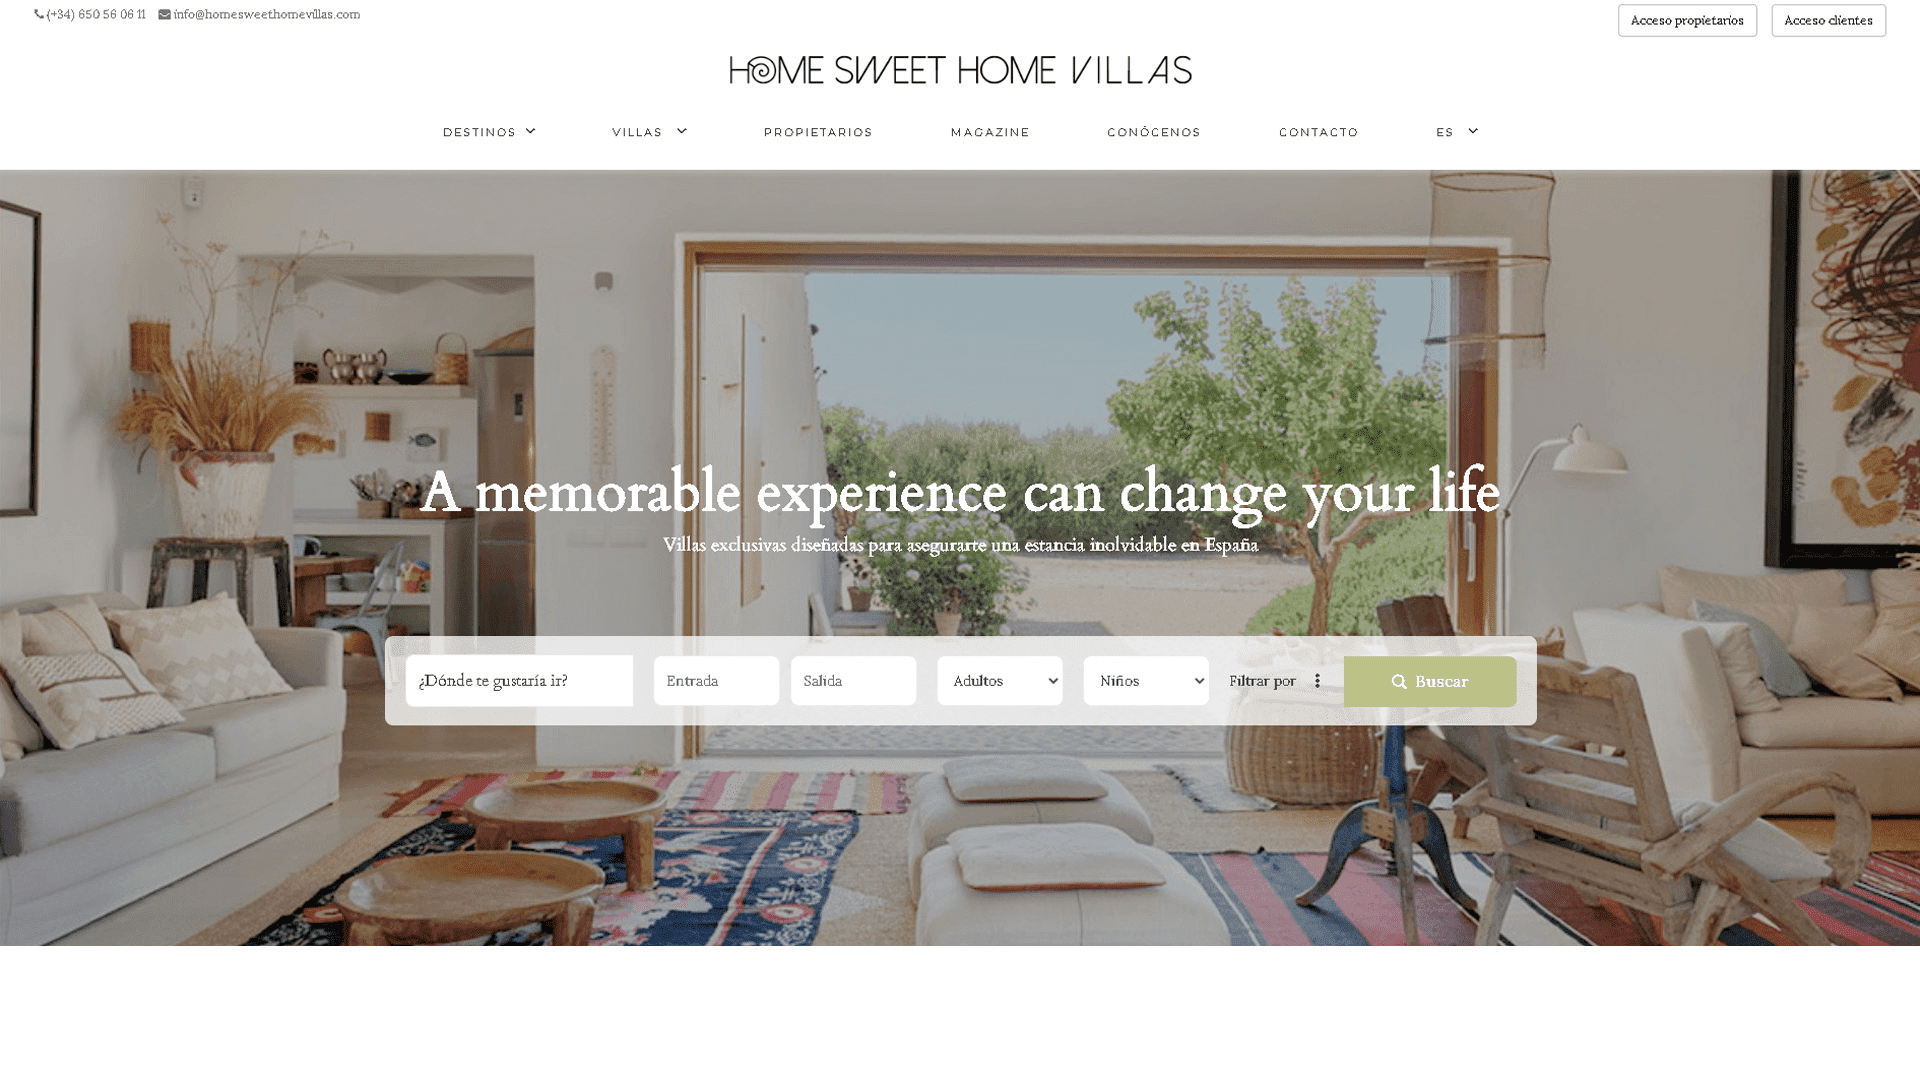 (+34) 650 56 06 11 info@homesweethomevillas.com
Acceso propietarios Acceso clientes
HOME SWEET HOME VILLAS
DESTINOS VILLAS PROPIETARIOS MAGAZINE CONÓCENOS CONTACTO ES
A memorable experience can change your life
Villas exclusivas diseñadas para asegurarte una estancia inolvidable en España
¿Dónde te gustaría ir? Entrada Salida Adultos Niños Filtrar por Buscar